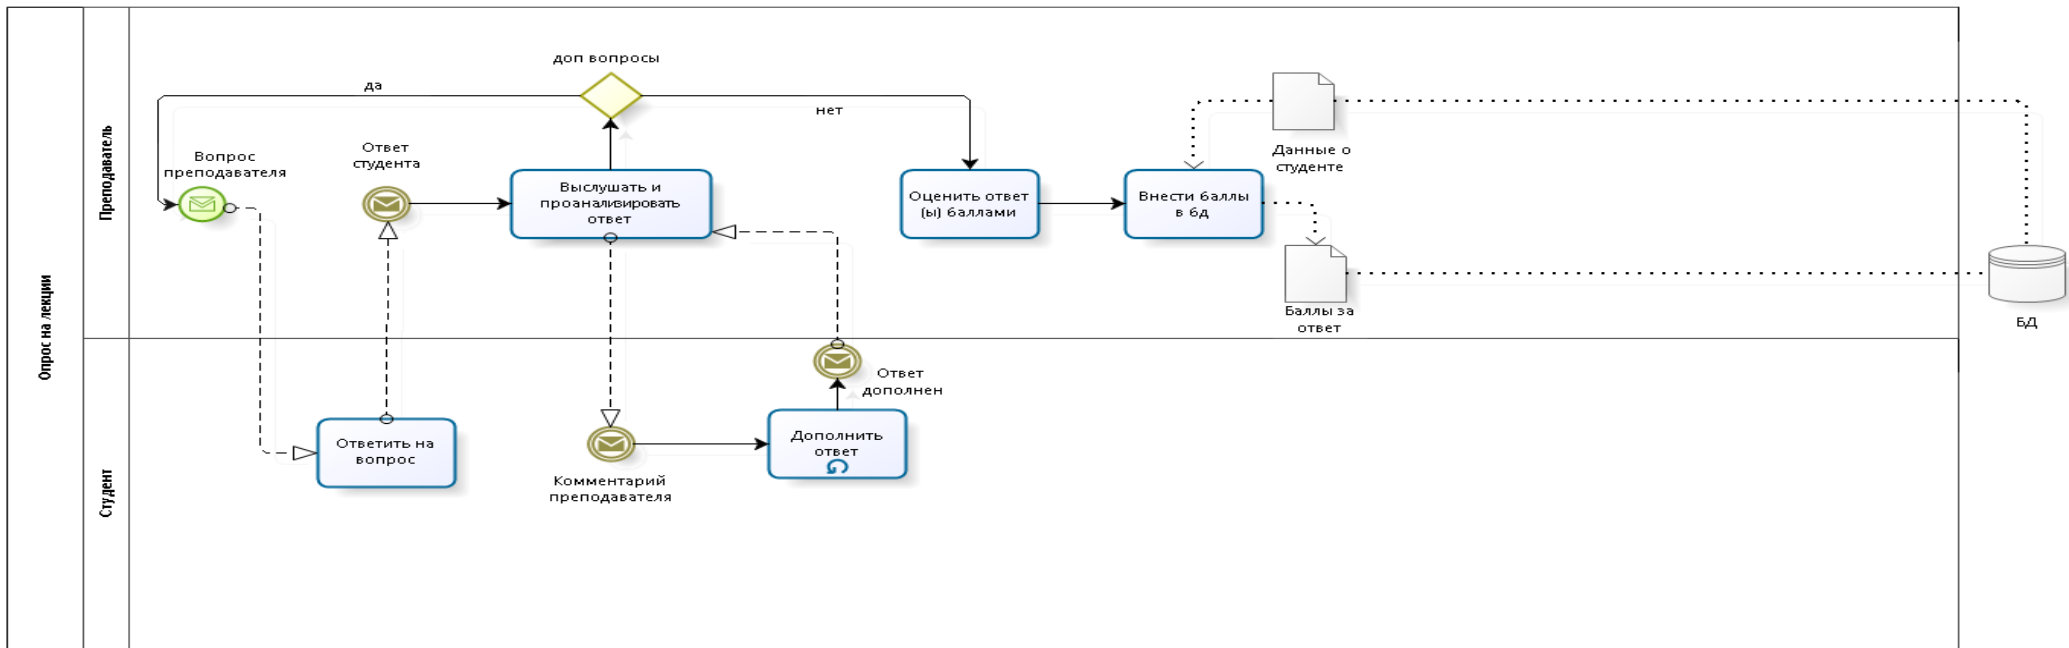 Опрос на лекции
Преподаватель
Студент
доп вопросы
да
нет
Вопрос
преподавателя
Ответ
студента
Выслушать и
проанализировать
ответ
Оценить ответ
(ы) баллами
Внести баллы
в бд
Данные о
студенте
Баллы за
ответ
БД
Ответить на
вопрос
Комментарий
преподавателя
Дополнить
ответ
Ответ
дополнен